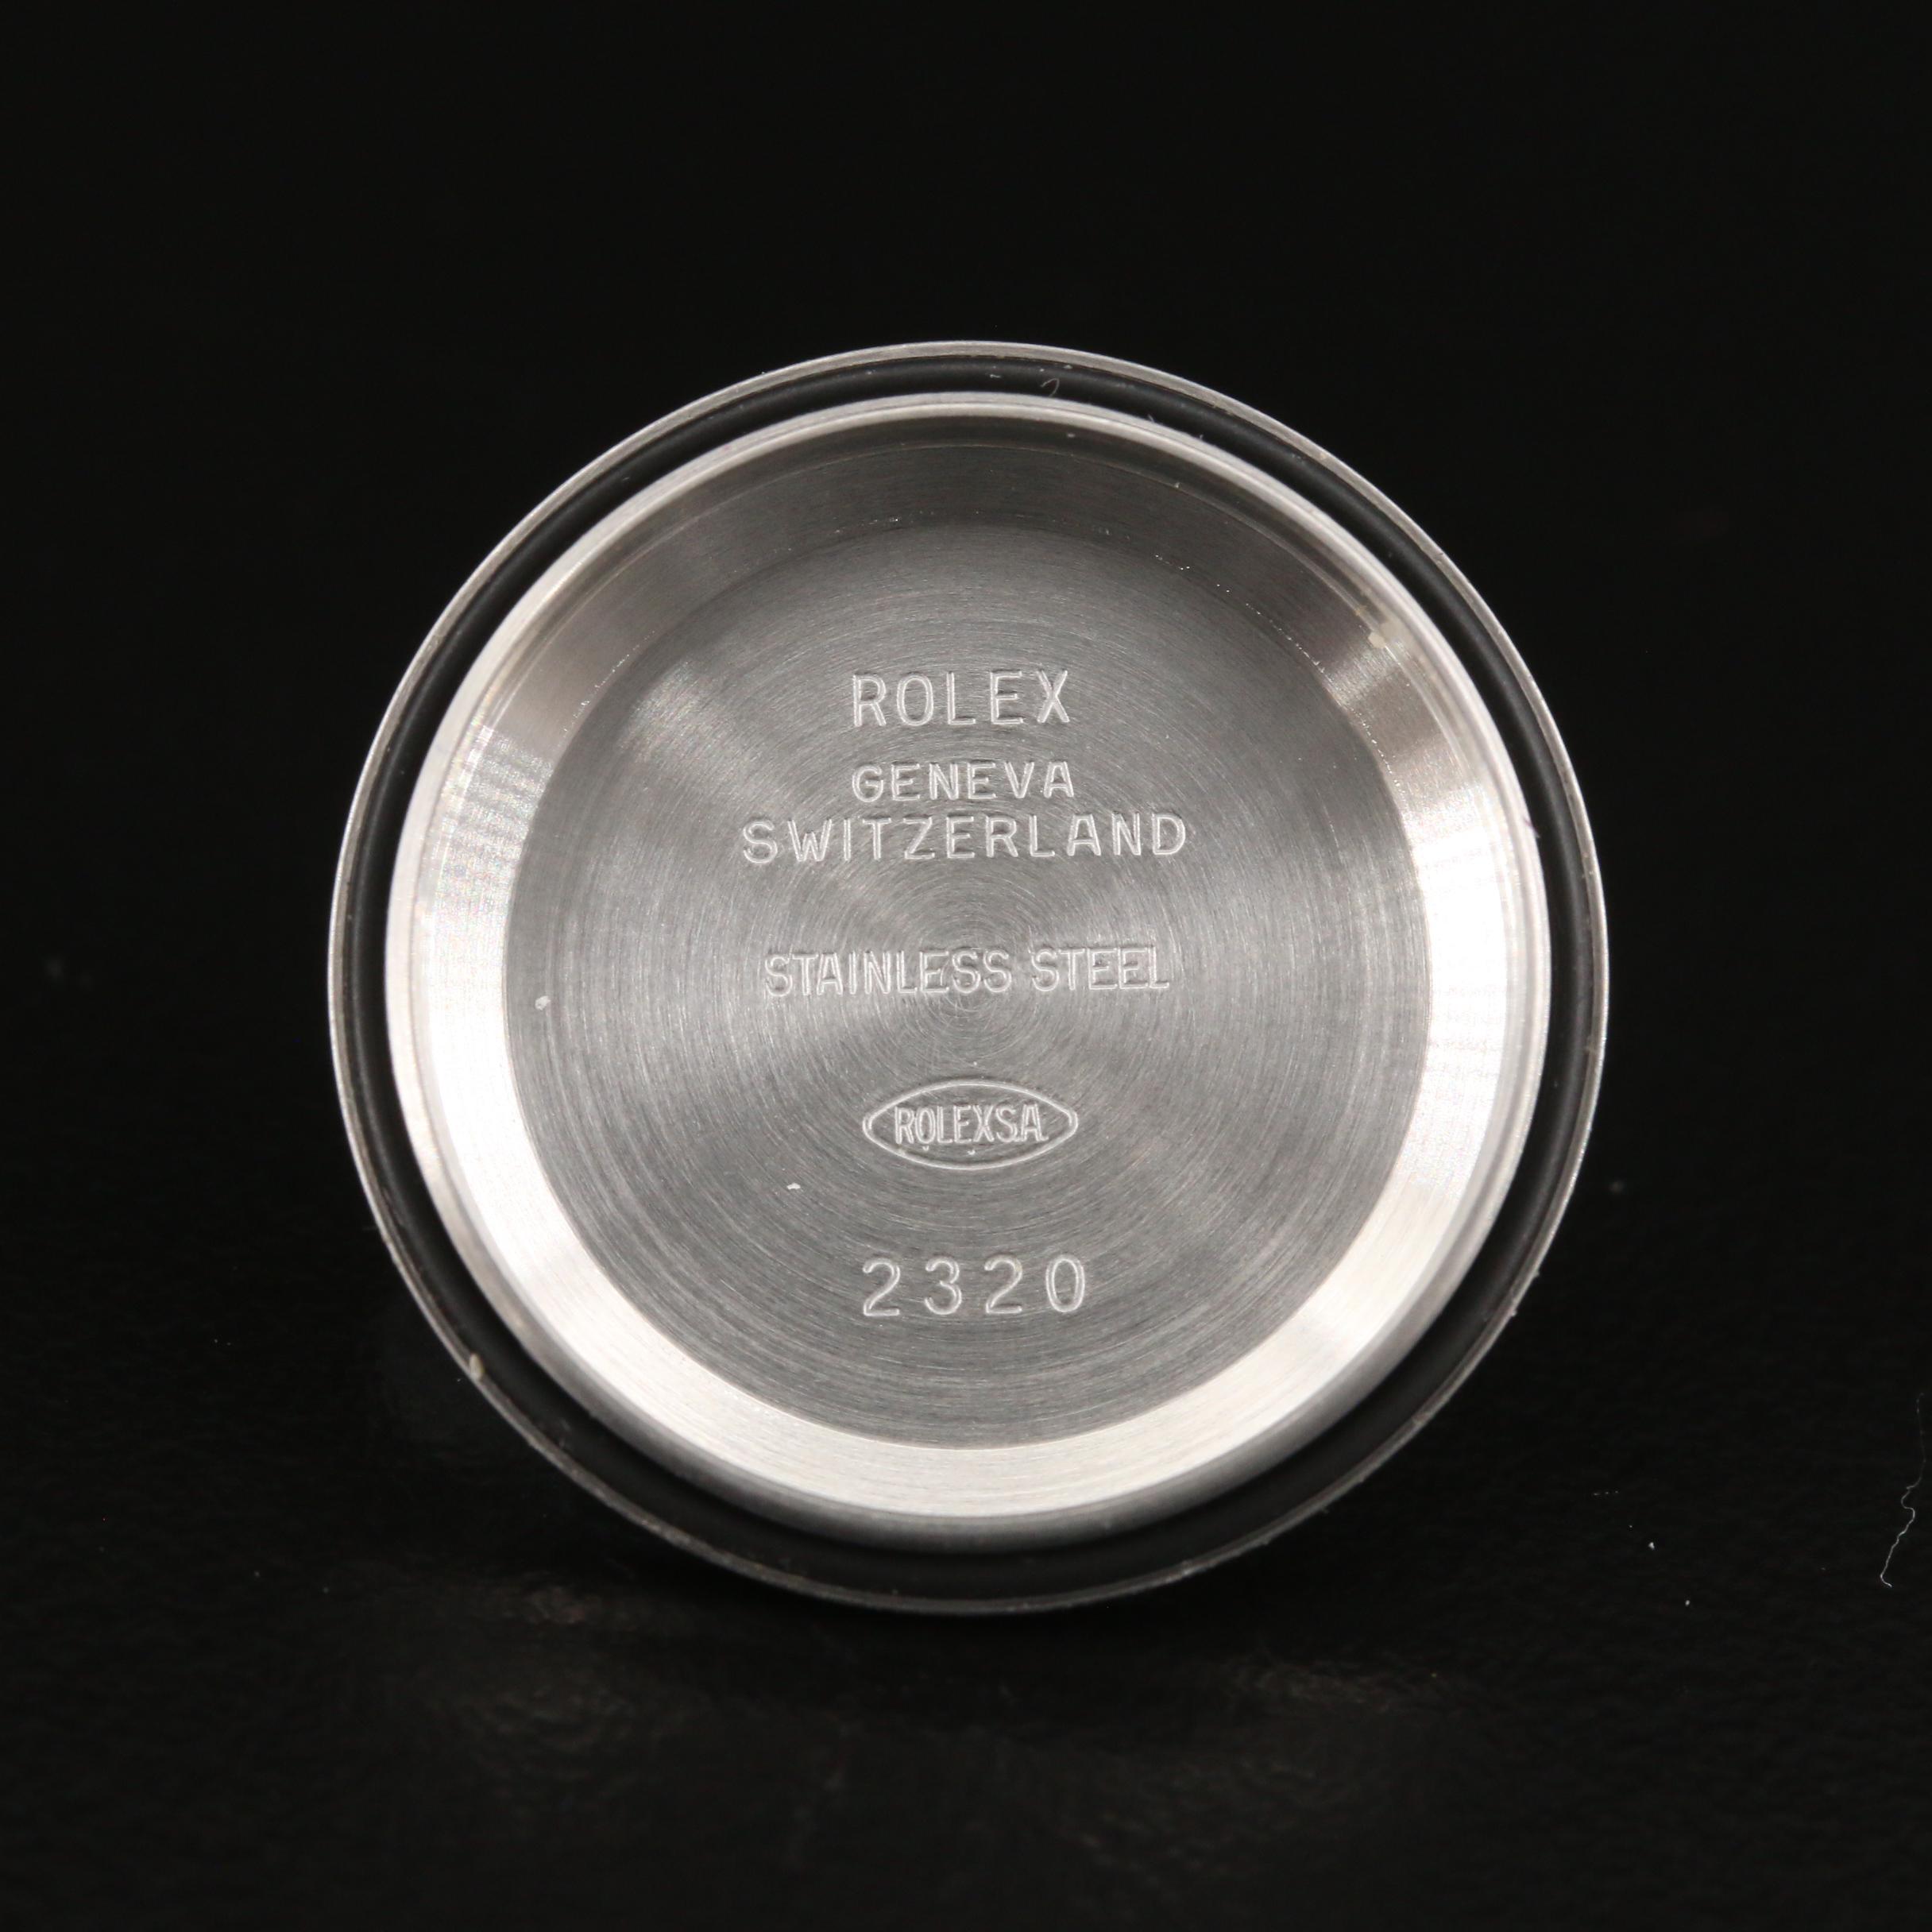 ROLEX
GENEVA
SWITZERLAND
STAINLESS STEEL
ROLEXS.A.
2320